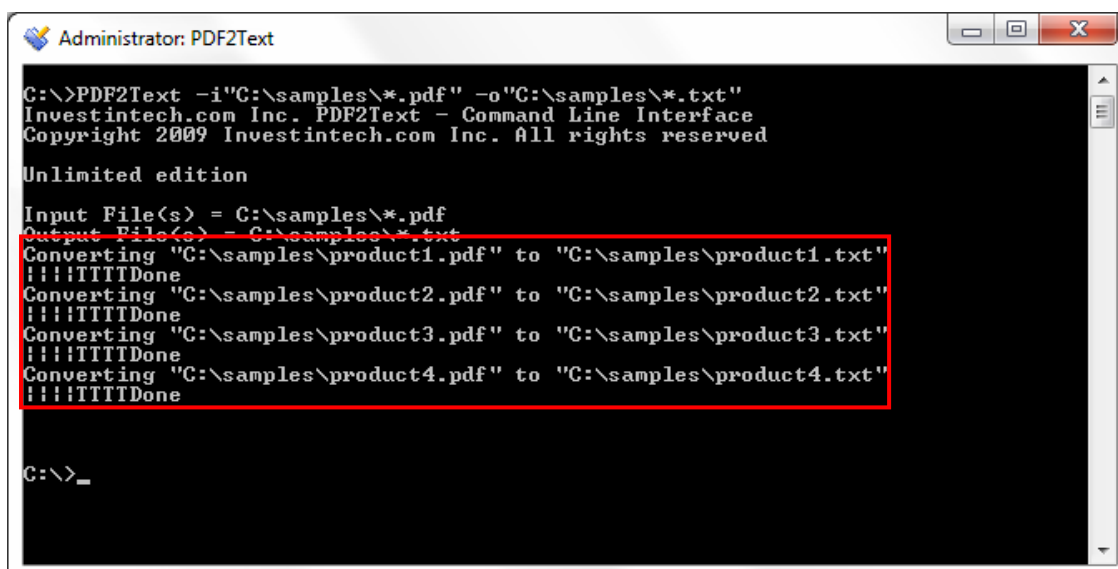 Administrator: PDF2Text
C:\>PDF2Text -i"C:\samples\*.pdf" -o"C:\samples\*.txt"
Investintech.com Inc. PDF2Text - Command Line Interface
Copyright 2009 Investintech.com Inc. All rights reserved
Unlimited edition
Input File(s) = C:\samples\*.pdf
Output File(s) = C:\samples\*.txt
Converting "C:\samples\product1.pdf" to "C:\samples\product1.txt"
||||TTTTDone
Converting "C:\samples\product2.pdf" to "C:\samples\product2.txt"
||||TTTTDone
Converting "C:\samples\product3.pdf" to "C:\samples\product3.txt"
||||TTTTDone
Converting "C:\samples\product4.pdf" to "C:\samples\product4.txt"
||||TTTTDone
C:\>_